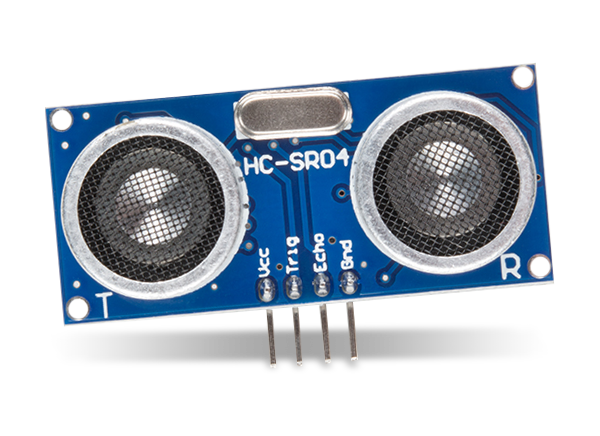 HC-SR04
Vcc
Trig
Echo
Gnd
T
R